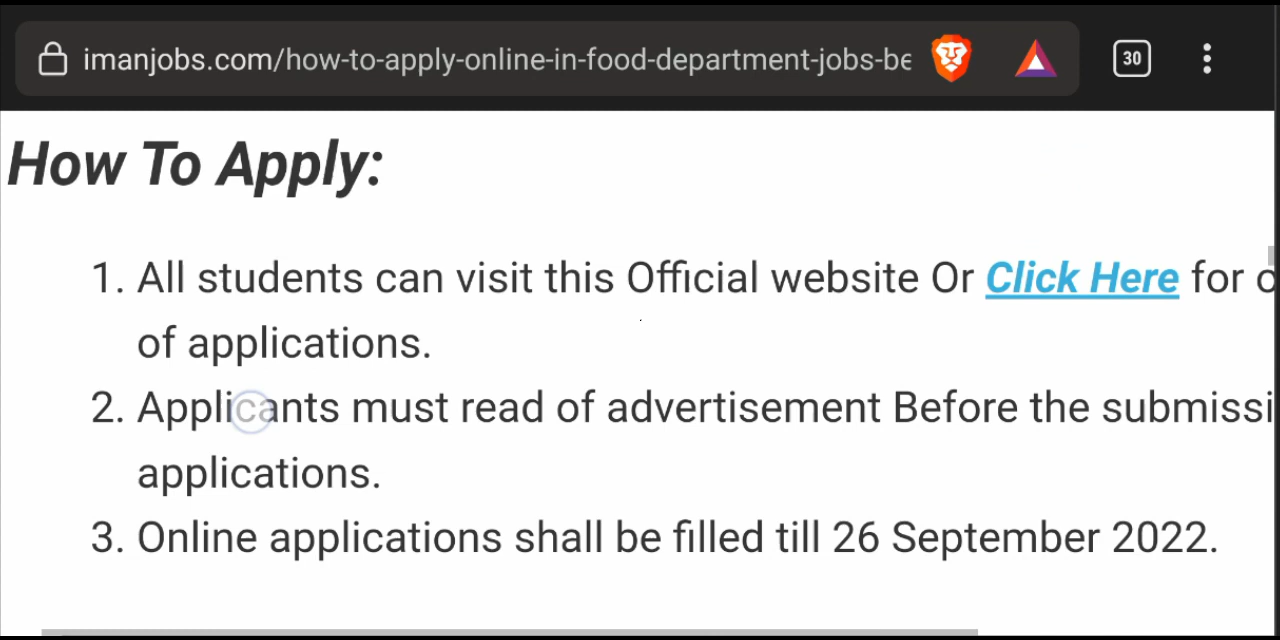 imanjobs.com/how-to-apply-online-in-food-department-jobs-be
30
How To Apply:
1. All students can visit this Official website Or Click Here for
of applications.
2. Applicants must read of advertisement Before the submissi
applications.
3. Online applications shall be filled till 26 September 2022.